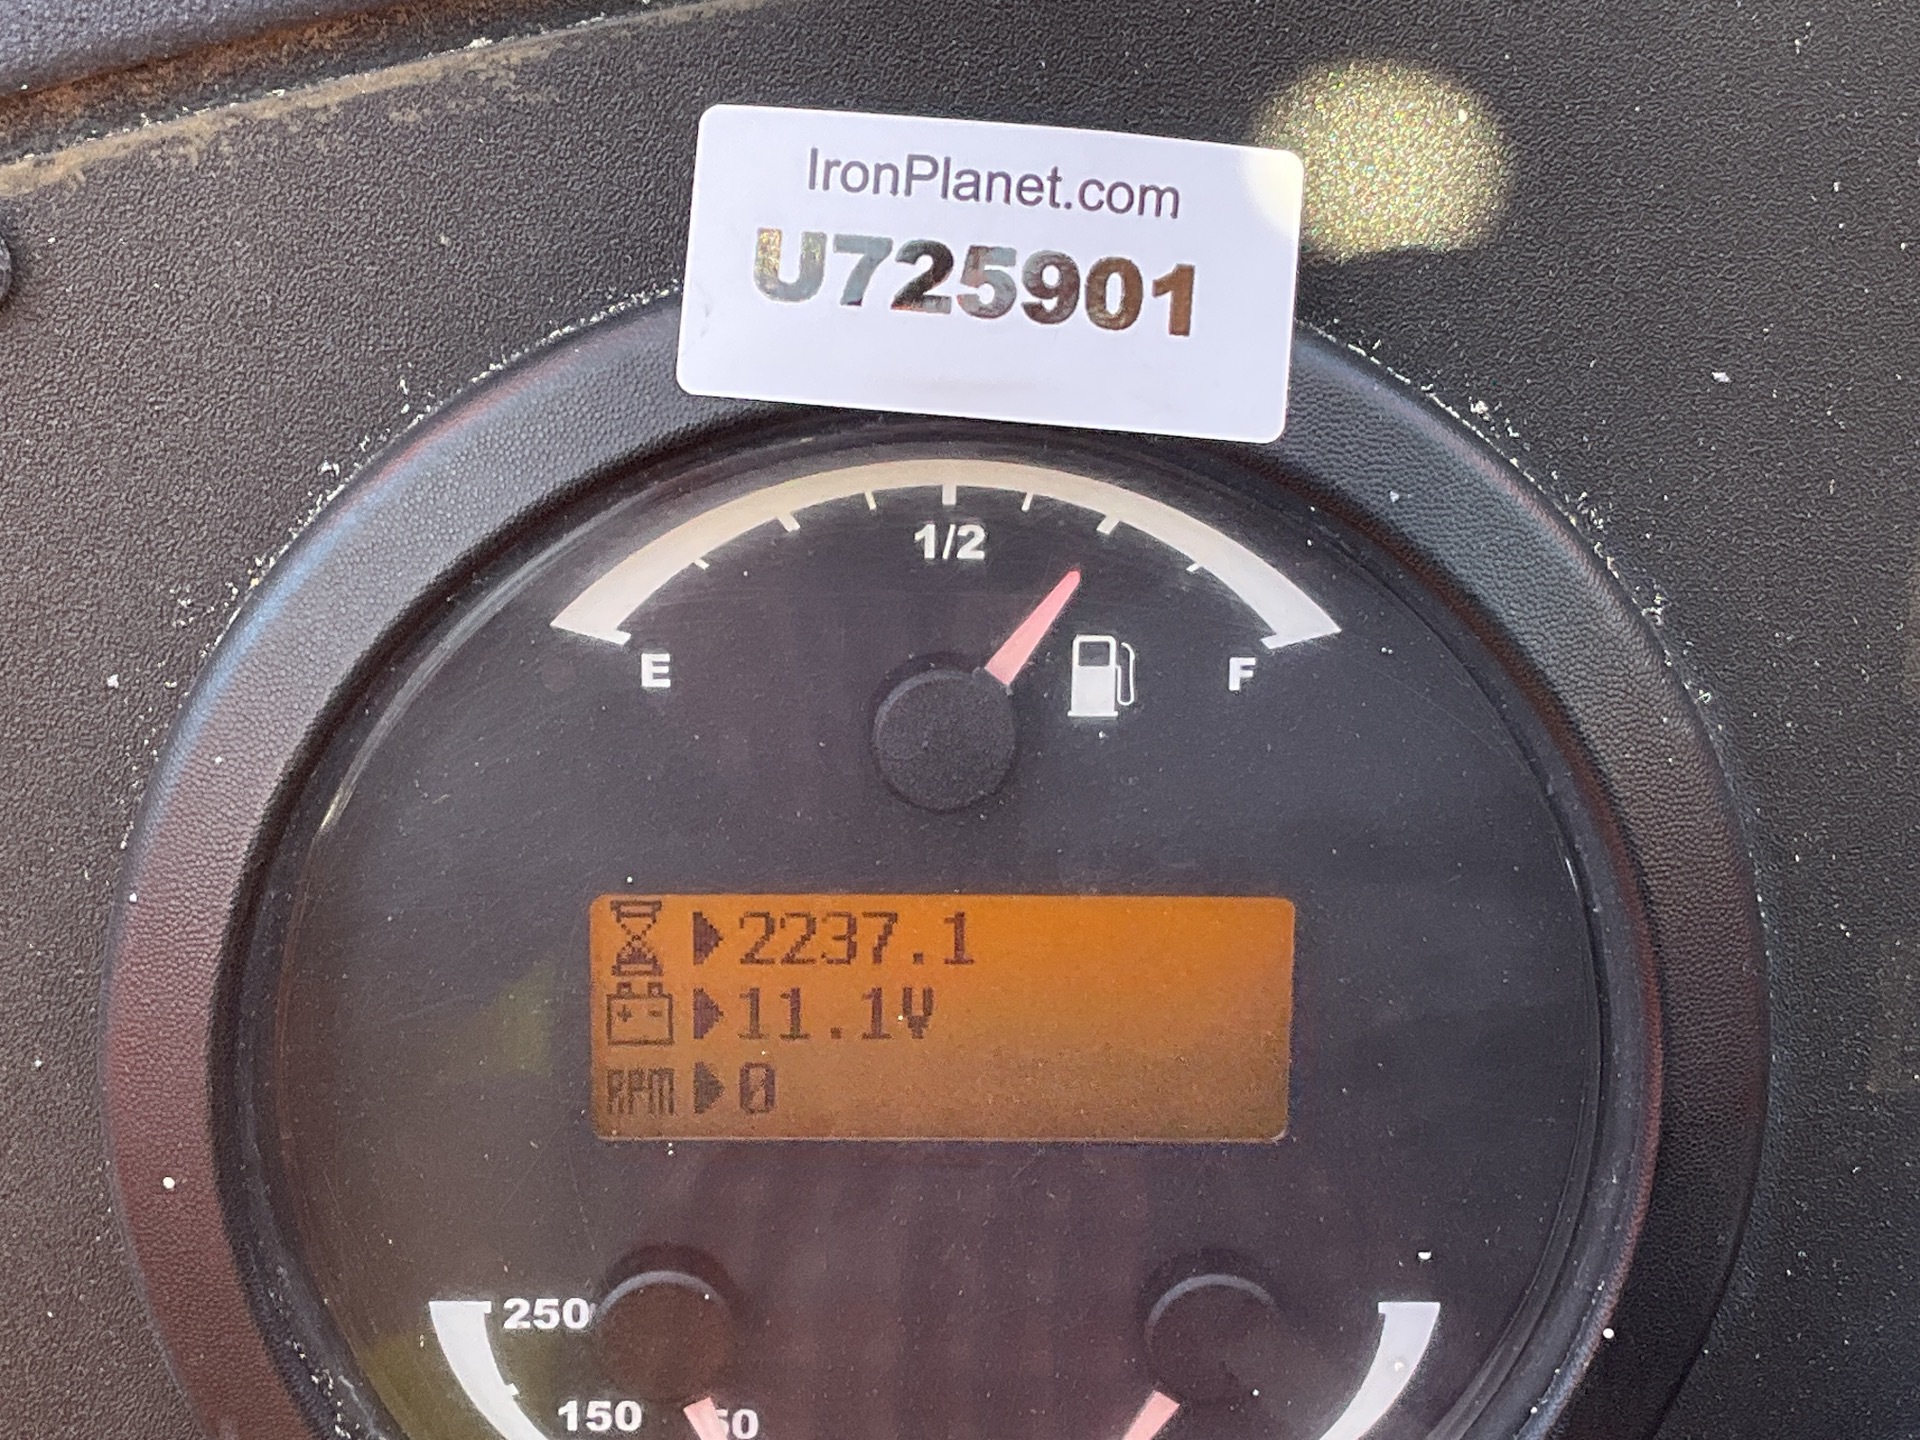 IronPlanet.com
U725901
1/2
E
F
2237.1
11.1V
RPM 0
250
150